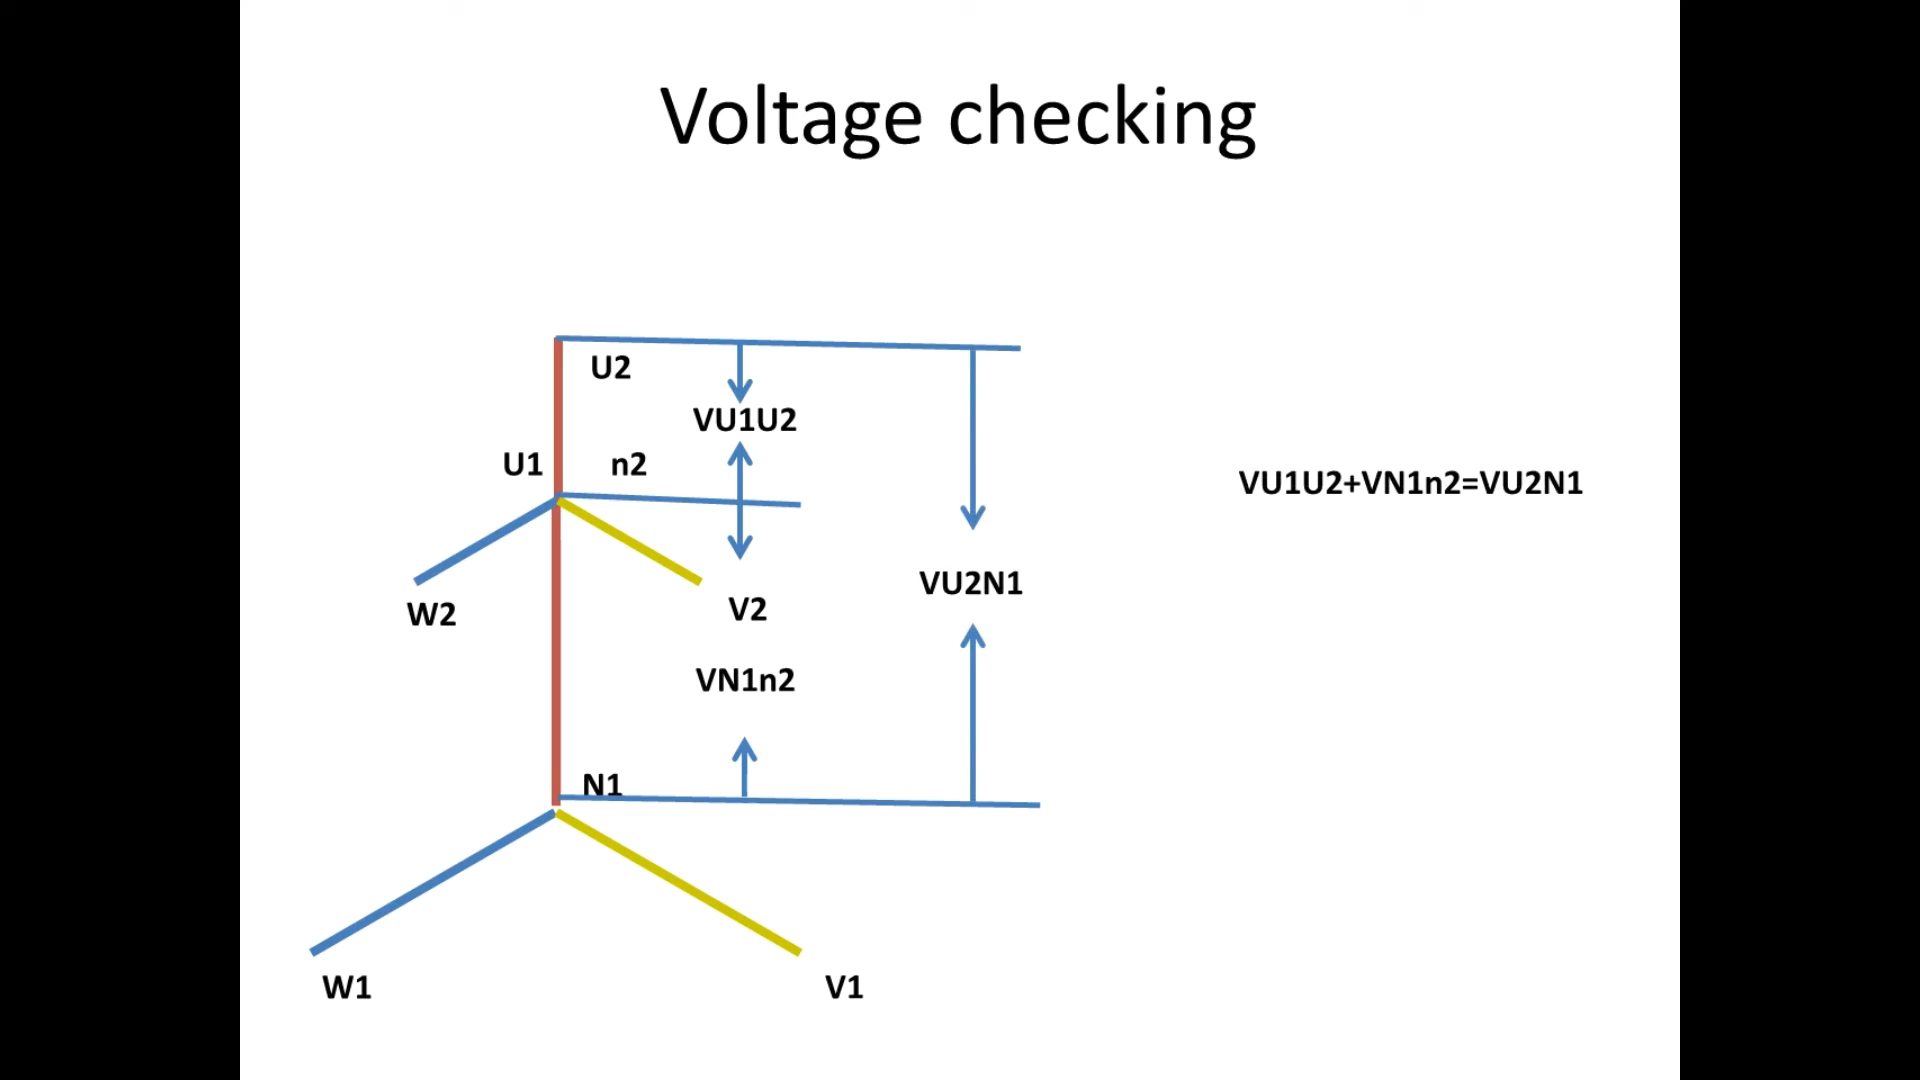 Voltage checking
U2
VU1U2
U1
n2
VU1U2+VN1n2=VU2N1
VU2N1
W2
V2
VN1n2
N1
W1
V1